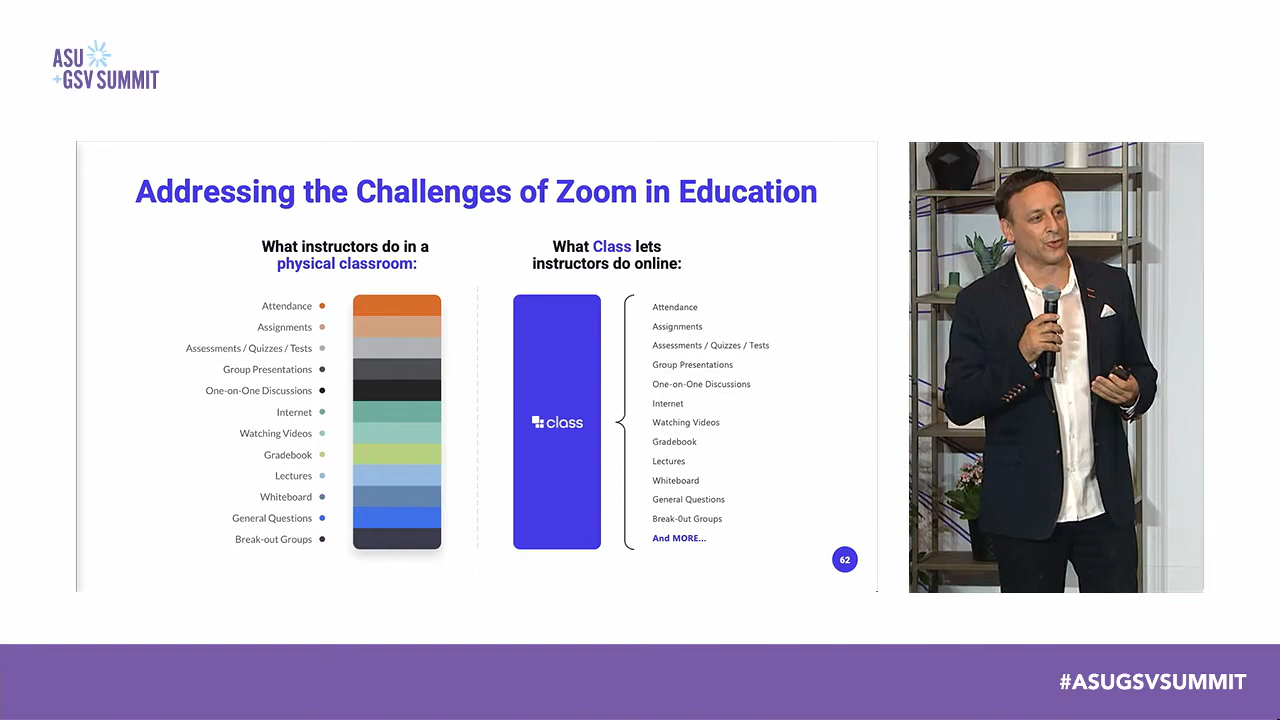 ASU
+GSV SUMMIT
Addressing the Challenges of Zoom in Education
What instructors do in a
physical classroom:
Attendance
Assignments
Assessments / Quizzes / Tests
Group Presentations
One-on-One Discussions
Internet
Watching Videos
Gradebook
Lectures
Whiteboard
General Questions
Break-out Groups
What Class lets
instructors do online:
class
Attendance
Assignments
Assessments / Quizzes / Tests
Group Presentations
One-on-One Discussions
Internet
Watching Videos
Gradebook
Lectures
Whiteboard
General Questions
Break-0ut Groups
And MORE...
62
#ASUGSVSUMMIT